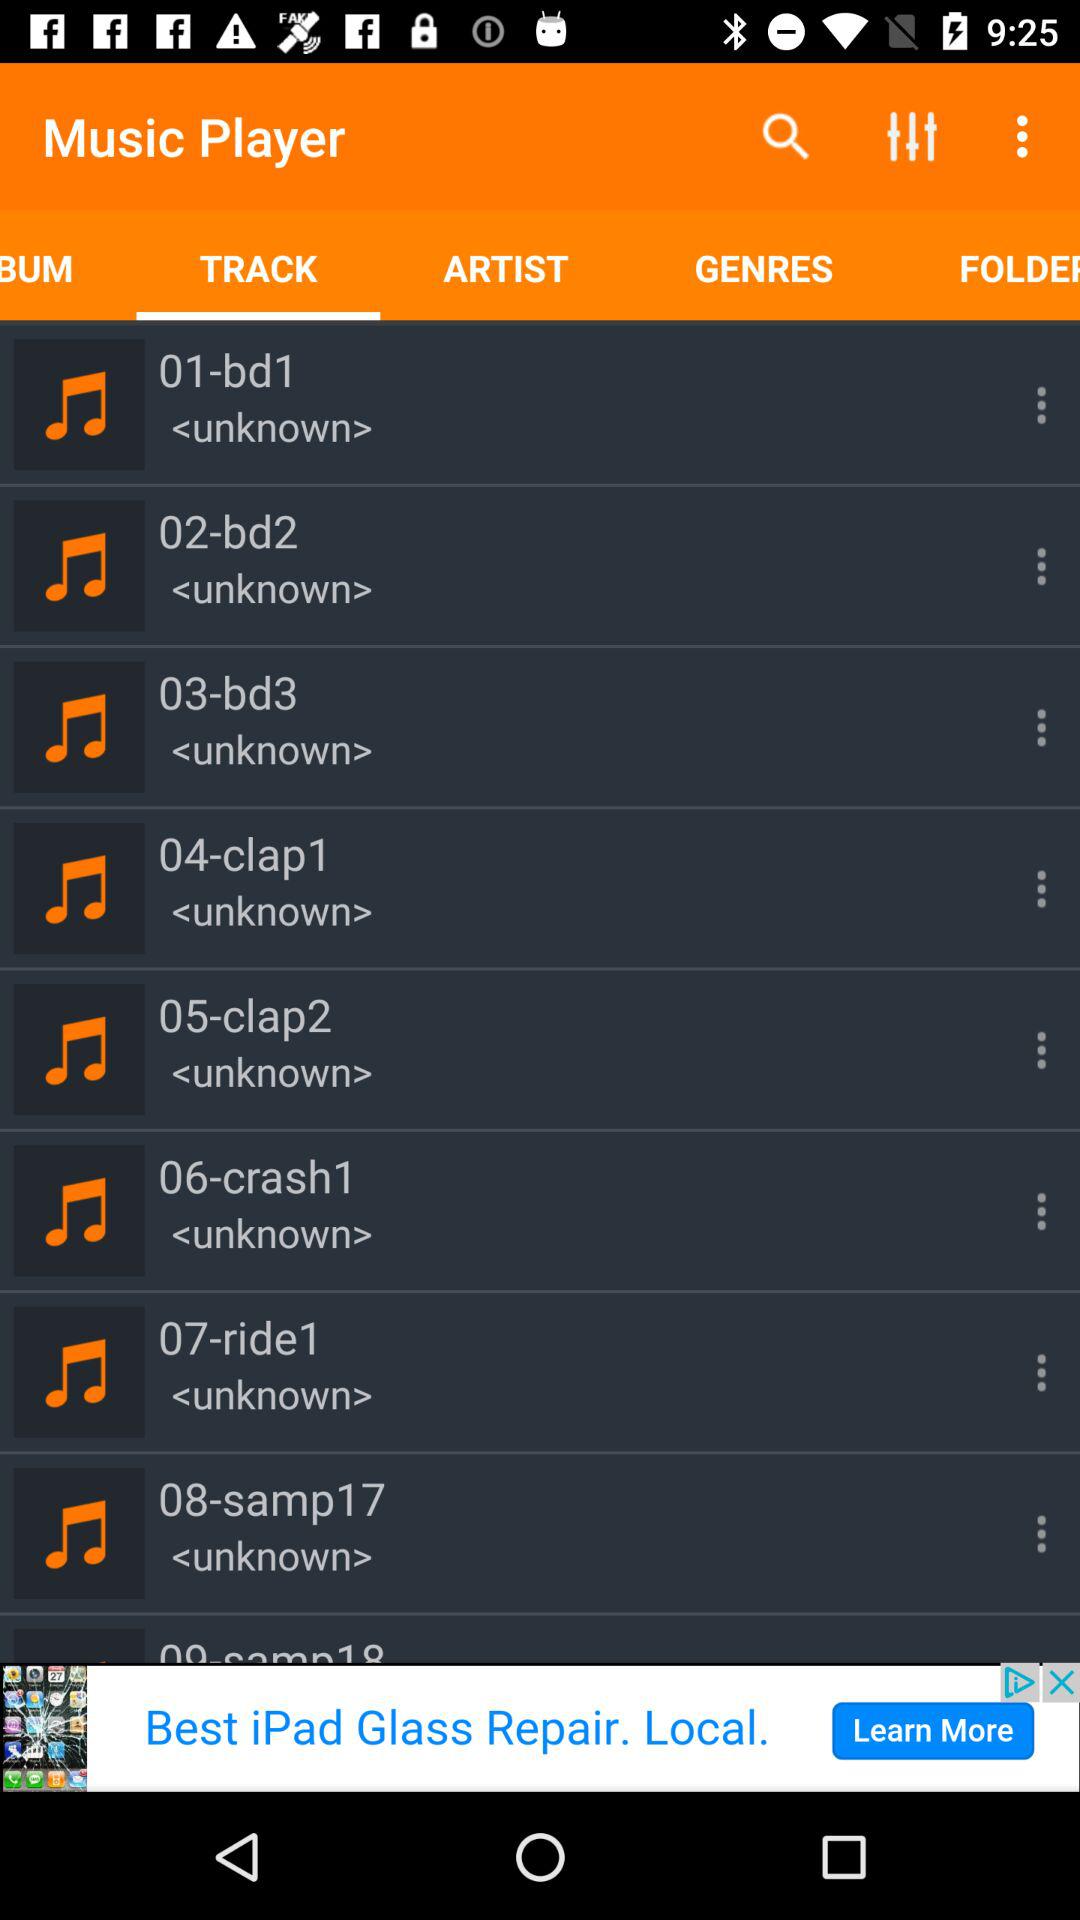 FAKE
9:25
Music Player
BUM TRACK ARTIST GENRES FOLDER
01-bd1
<unknown>
02-bd2
<unknown>
03-bd3
<unknown>
04-clap1
<unknown>
05-clap2
<unknown>
06-crash1
<unknown>
07-ride1
<unknown>
08-samp17
<unknown>
09-samp18
Best iPad Glass Repair. Local.
Learn More